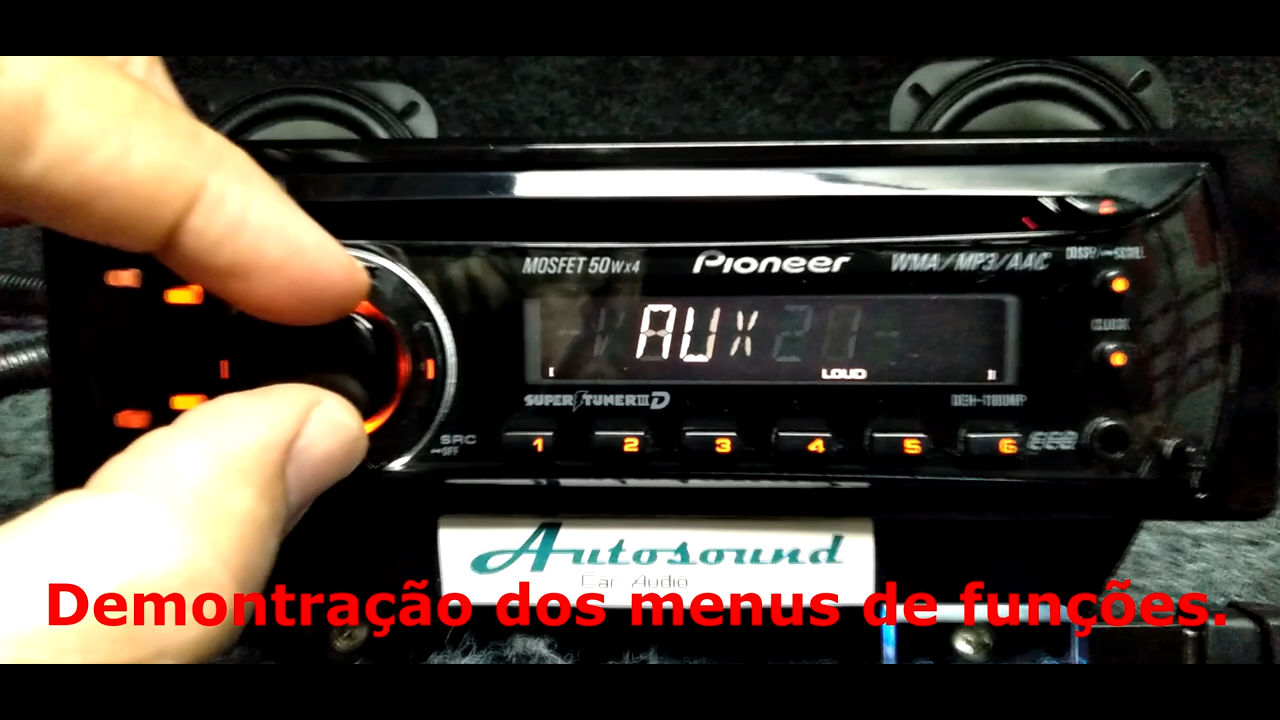 MOSFET 50Wx4
Pioneer
WMA/MP3/AAC
AUX
LOUD
SUPER TUNER III D
SRC
OFF
1 2 3 4 5 6
Autosound
Car Audio
Demontração dos menus de funções.